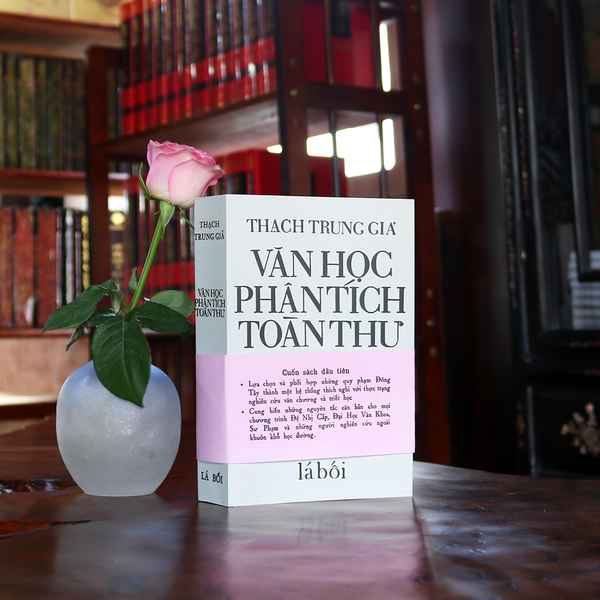 THẠCH
TRUNG GIẢ
VĂN HỌC
PHÂN TÍCH
TOÀN THƯ
LÁ BỐI
THẠCH TRUNG GIẢ
VĂN HỌC
PHÂN TÍCH
TOÀN THƯ
Cuốn sách đầu tiên
• Lựa chọn và phối hợp những quy phạm Đông
Tây thành một hệ thống thích nghi với thực trạng
nghiên cứu văn chương và triết học
• Cung hiến những nguyên tắc căn bản cho mọi
chương trình Đệ Nhị Cấp, Đại Học Văn Khoa,
Sư Phạm và những người nghiên cứu ngoài
khuôn khổ học đường.
lá bối